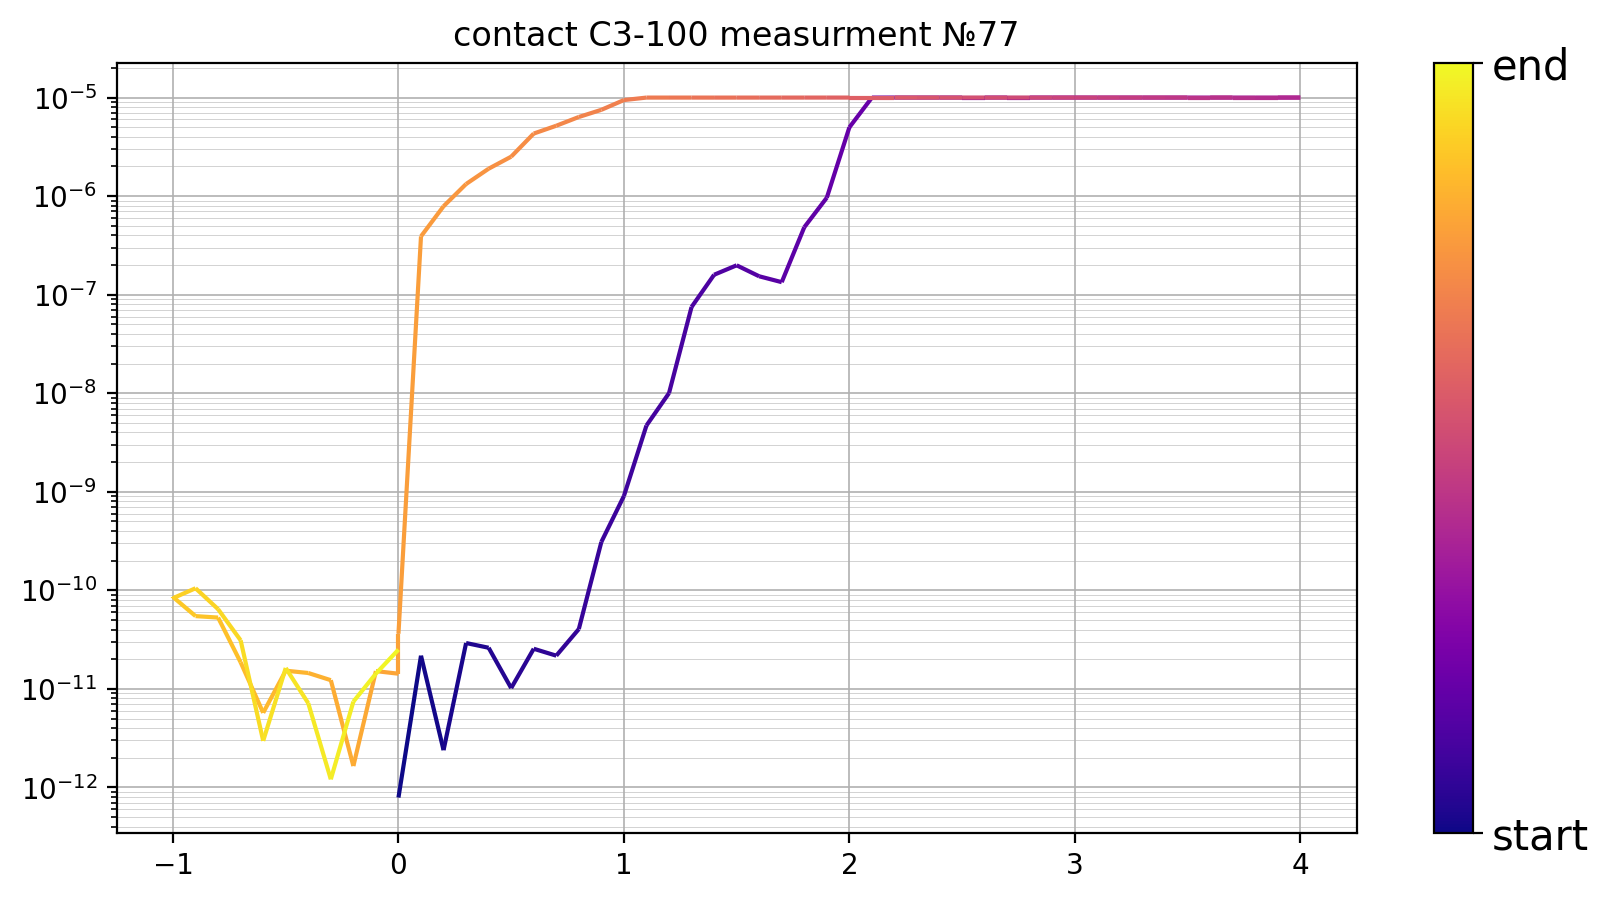 contact C3-100 measurment №77
10⁻⁵
10⁻⁶
10⁻⁷
10⁻⁸
10⁻⁹
10⁻¹⁰
10⁻¹¹
10⁻¹²
−1 0 1 2 3 4
end
start